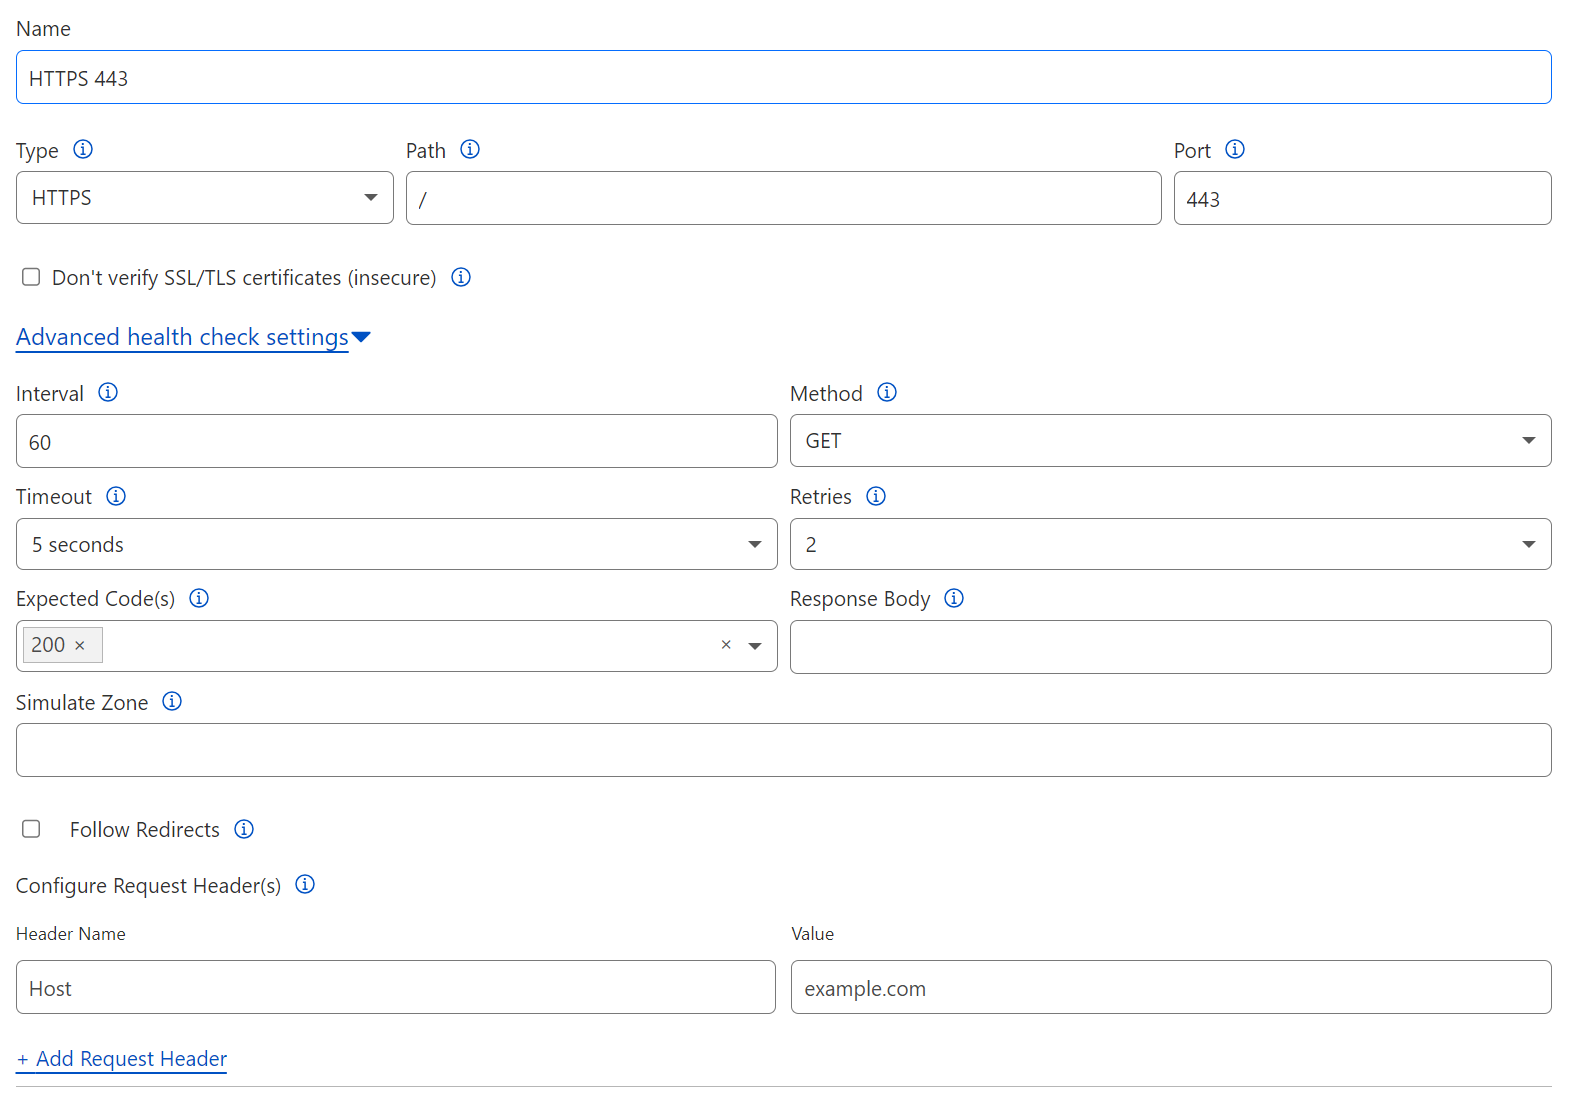 Name
HTTPS 443
Type Path Port
HTTPS / 443
Don't verify SSL/TLS certificates (insecure)
Advanced health check settings
Interval Method
60 GET
Timeout Retries
5 seconds 2
Expected Code(s) Response Body
200 ×  ×
Simulate Zone
Follow Redirects
Configure Request Header(s)
Header Name Value
Host example.com
+ Add Request Header